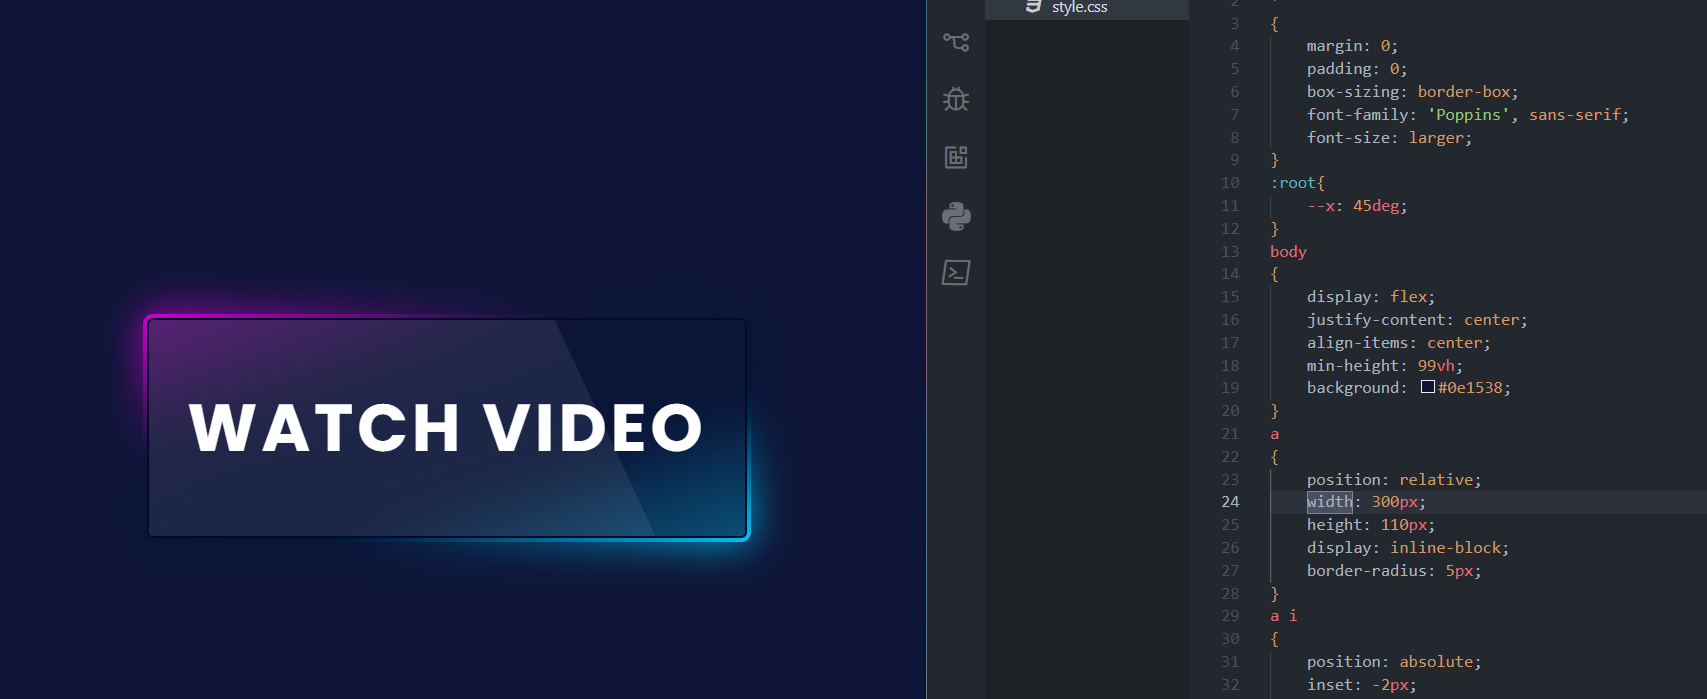 WATCH VIDEO
style.css
2
3 {
4 margin: 0;
5 padding: 0;
6 box-sizing: border-box;
7 font-family: 'Poppins', sans-serif;
8 font-size: larger;
9 }
10 :root{
11 --x: 45deg;
12 }
13 body
14 {
15 display: flex;
16 justify-content: center;
17 align-items: center;
18 min-height: 99vh;
19 background: #0e1538;
20 }
21 a
22 {
23 position: relative;
24 width: 300px;
25 height: 110px;
26 display: inline-block;
27 border-radius: 5px;
28 }
29 a i
30 {
31 position: absolute;
32 inset: -2px;